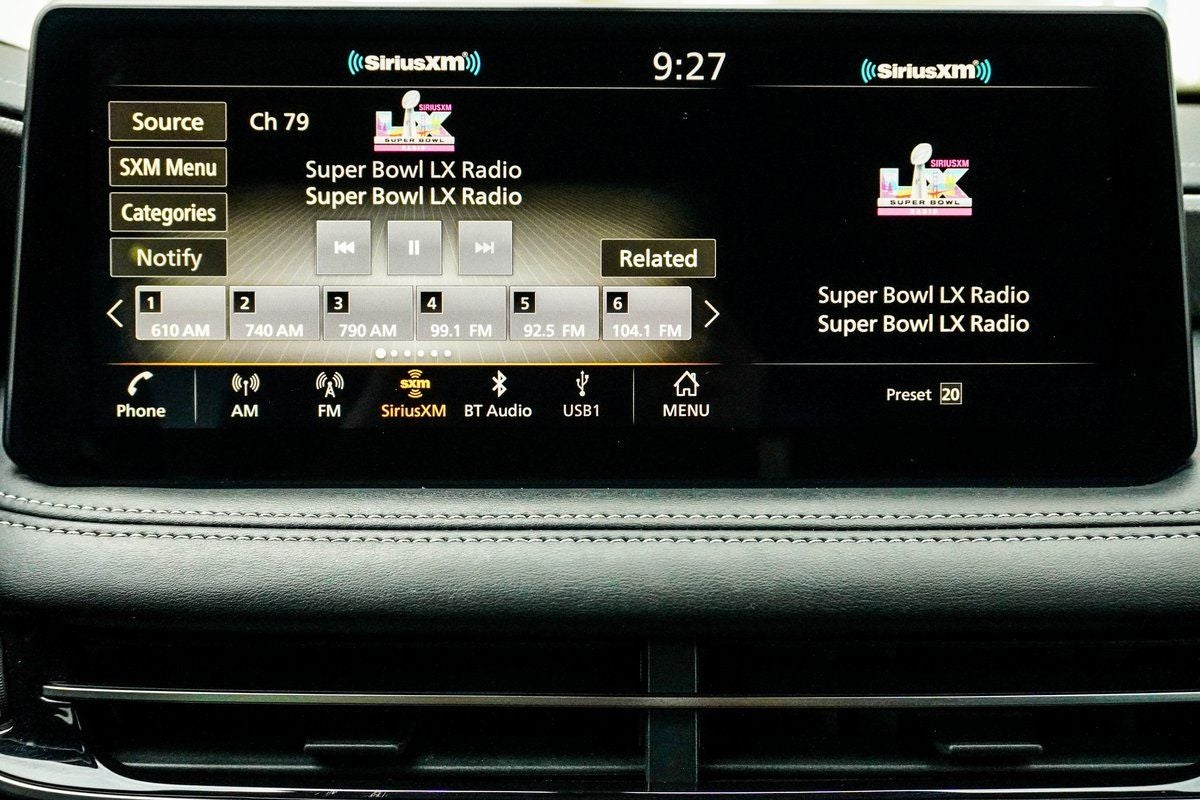 SiriusXM
9:27
SiriusXM
Source
Ch 79
SIRIUSXM
LX
SUPER BOWL
RADIO
SXM Menu
Super Bowl LX Radio
Categories
Super Bowl LX Radio
Notify
Related
1 2 3 4 5 6
610 AM 740 AM 790 AM 99.1 FM 92.5 FM 104.1 FM
sxm
Phone AM FM SiriusXM BT Audio USB1 MENU
SIRIUSXM
LX
SUPER BOWL
RADIO
Super Bowl LX Radio
Super Bowl LX Radio
Preset 20